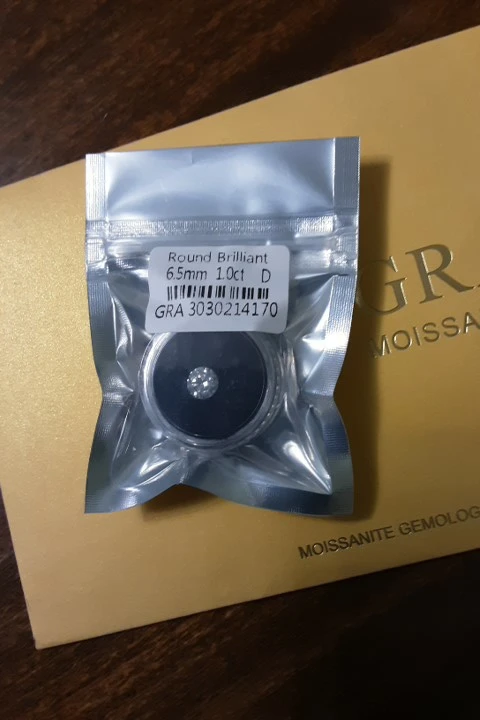 Round Brilliant
6.5mm 1.0ct D
GRA 3030214170
GRA
MOISSA
MOISSANITE GEMOLOG